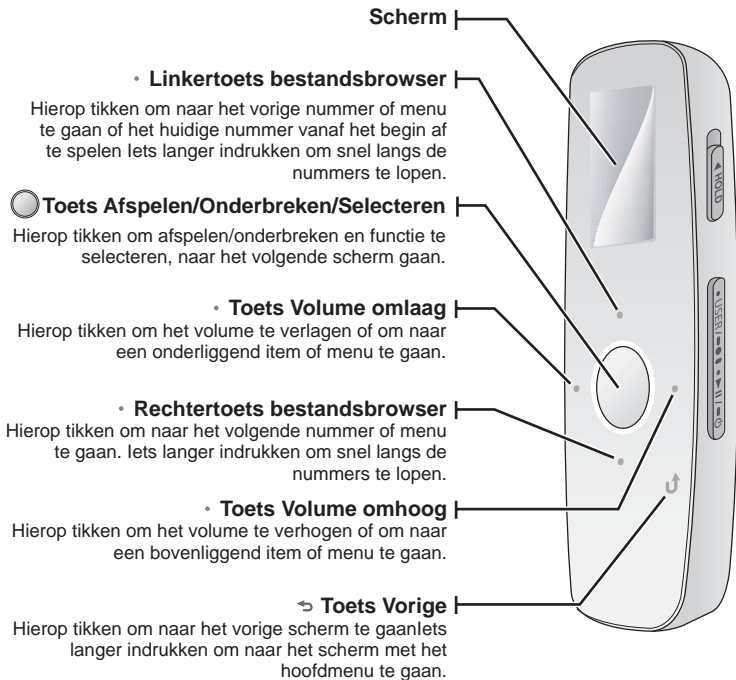 Scherm
• Linkertoets bestandsbrowser
Hierop tikken om naar het vorige nummer of menu
te gaan of het huidige nummer vanaf het begin af
te spelen Iets langer indrukken om snel langs de
nummers te lopen.
Toets Afspelen/Onderbreken/Selecteren
Hierop tikken om afspelen/onderbreken en functie te
selecteren, naar het volgende scherm gaan.
• Toets Volume omlaag
Hierop tikken om het volume te verlagen of om naar
een onderliggend item of menu te gaan.
• Rechtertoets bestandsbrowser
Hierop tikken om naar het volgende nummer of menu
te gaan. Iets langer indrukken om snel langs de
nummers te lopen.
• Toets Volume omhoog
Hierop tikken om het volume te verhogen of om naar
een bovenliggend item of menu te gaan.
⮌ Toets Vorige
Hierop tikken om naar het vorige scherm te gaanIets
langer indrukken om naar het scherm met het
hoofdmenu te gaan.
◀ HOLD
• USER/